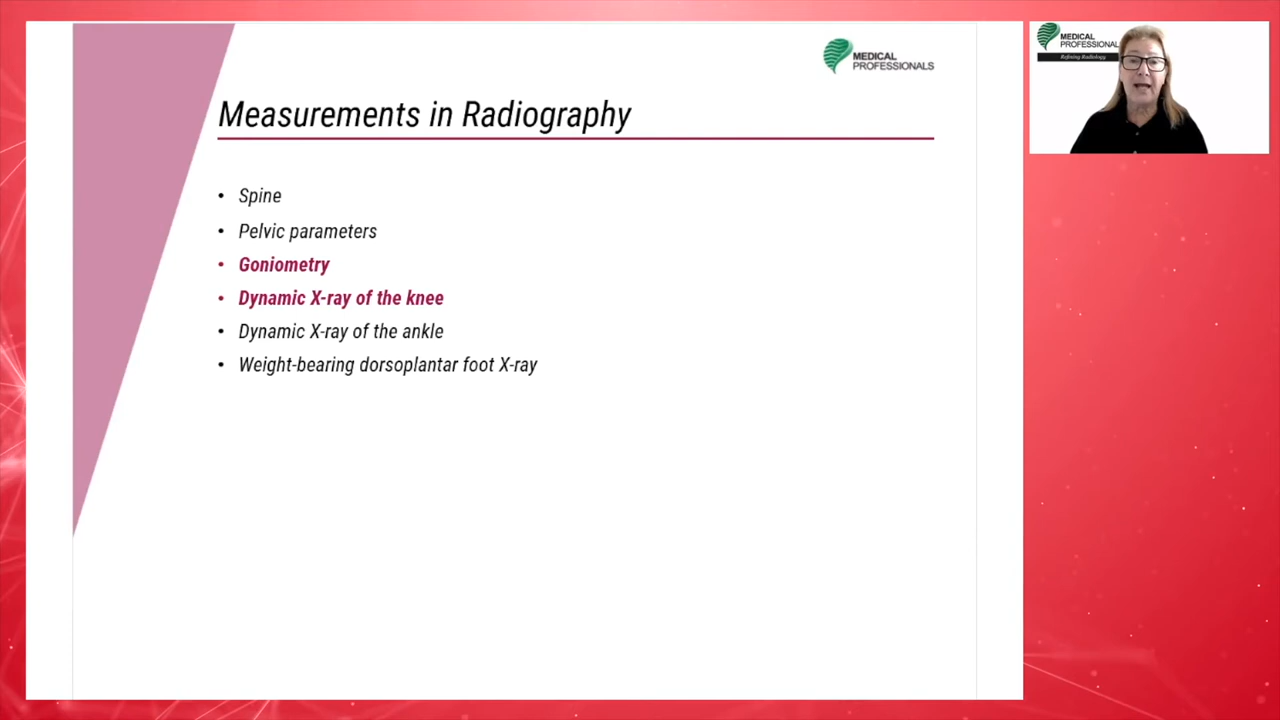 MEDICAL
PROFESSIONALS
Measurements in Radiography
• Spine
• Pelvic parameters
• Goniometry
• Dynamic X-ray of the knee
• Dynamic X-ray of the ankle
• Weight-bearing dorsoplantar foot X-ray
MEDICAL
PROFESSIONAL
Refining Radiology